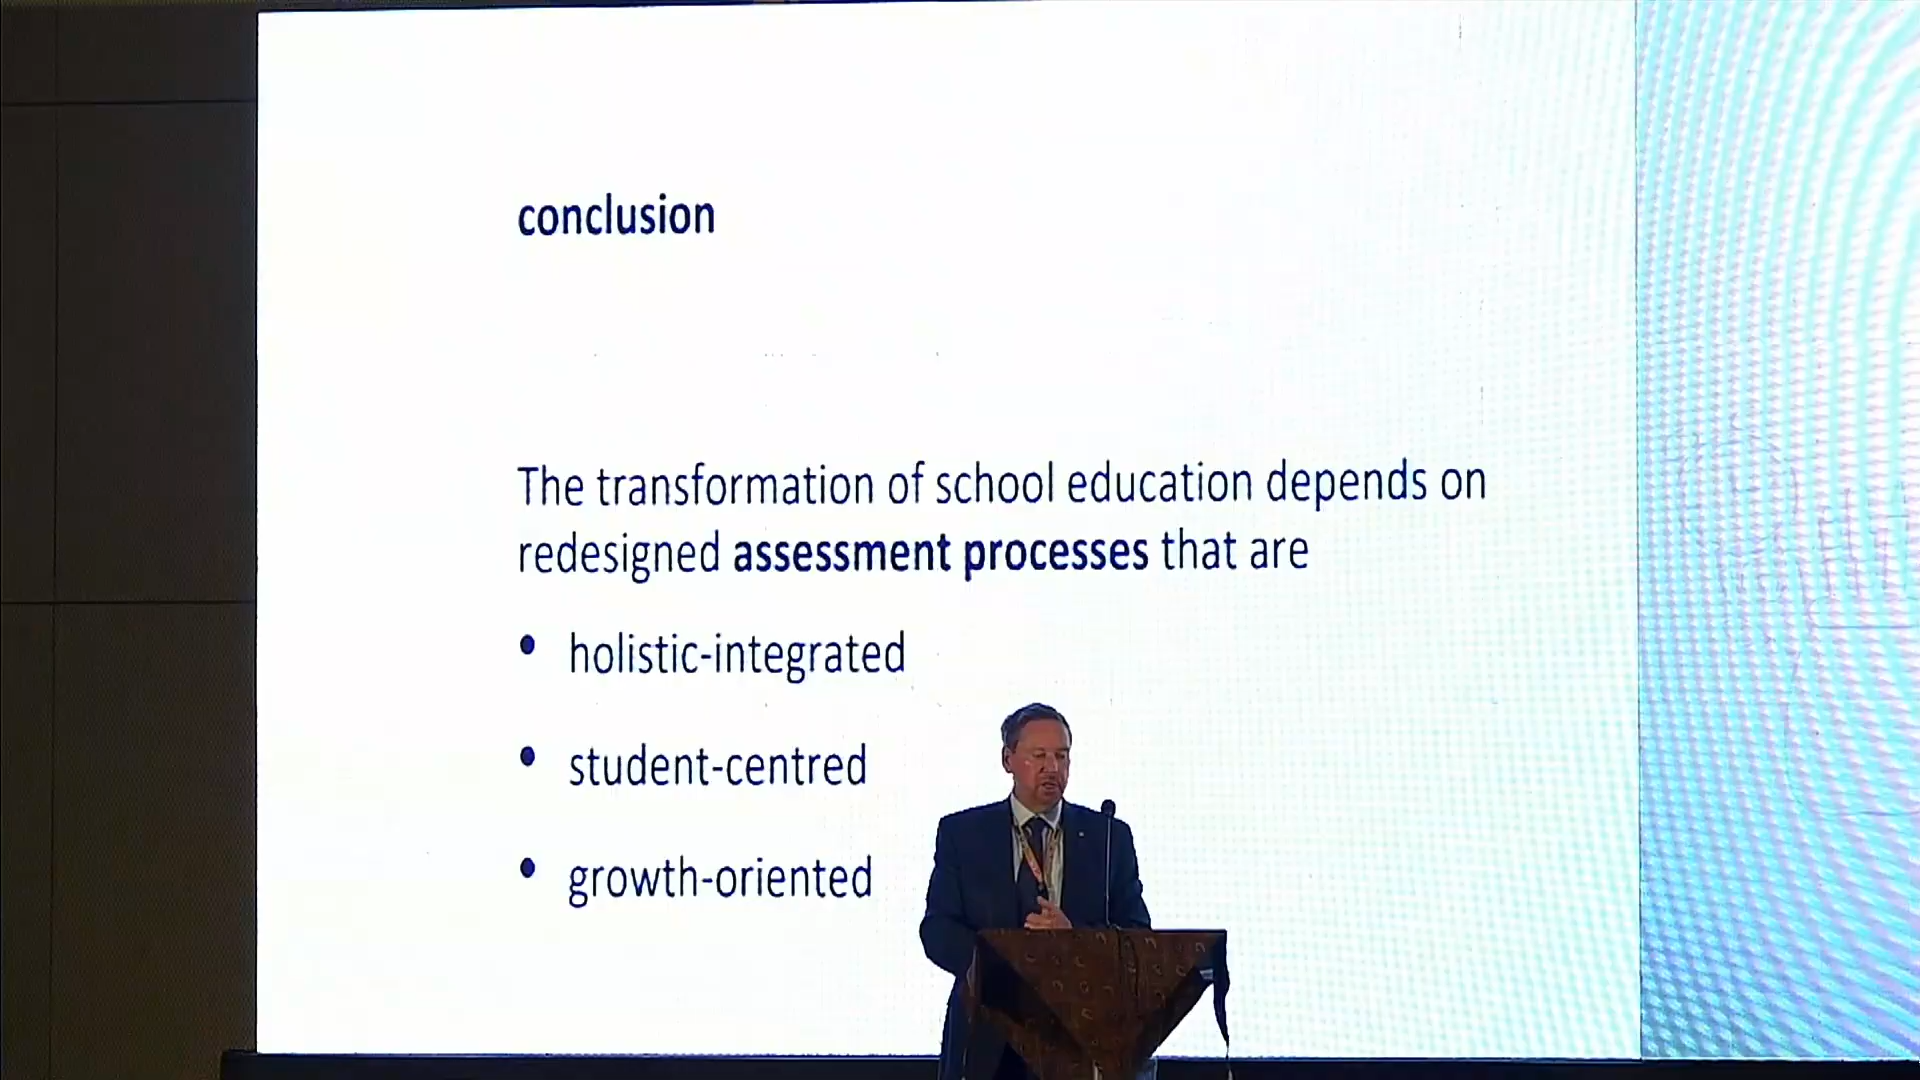 conclusion
The transformation of school education depends on
redesigned assessment processes that are
• holistic-integrated
• student-centred
• growth-oriented